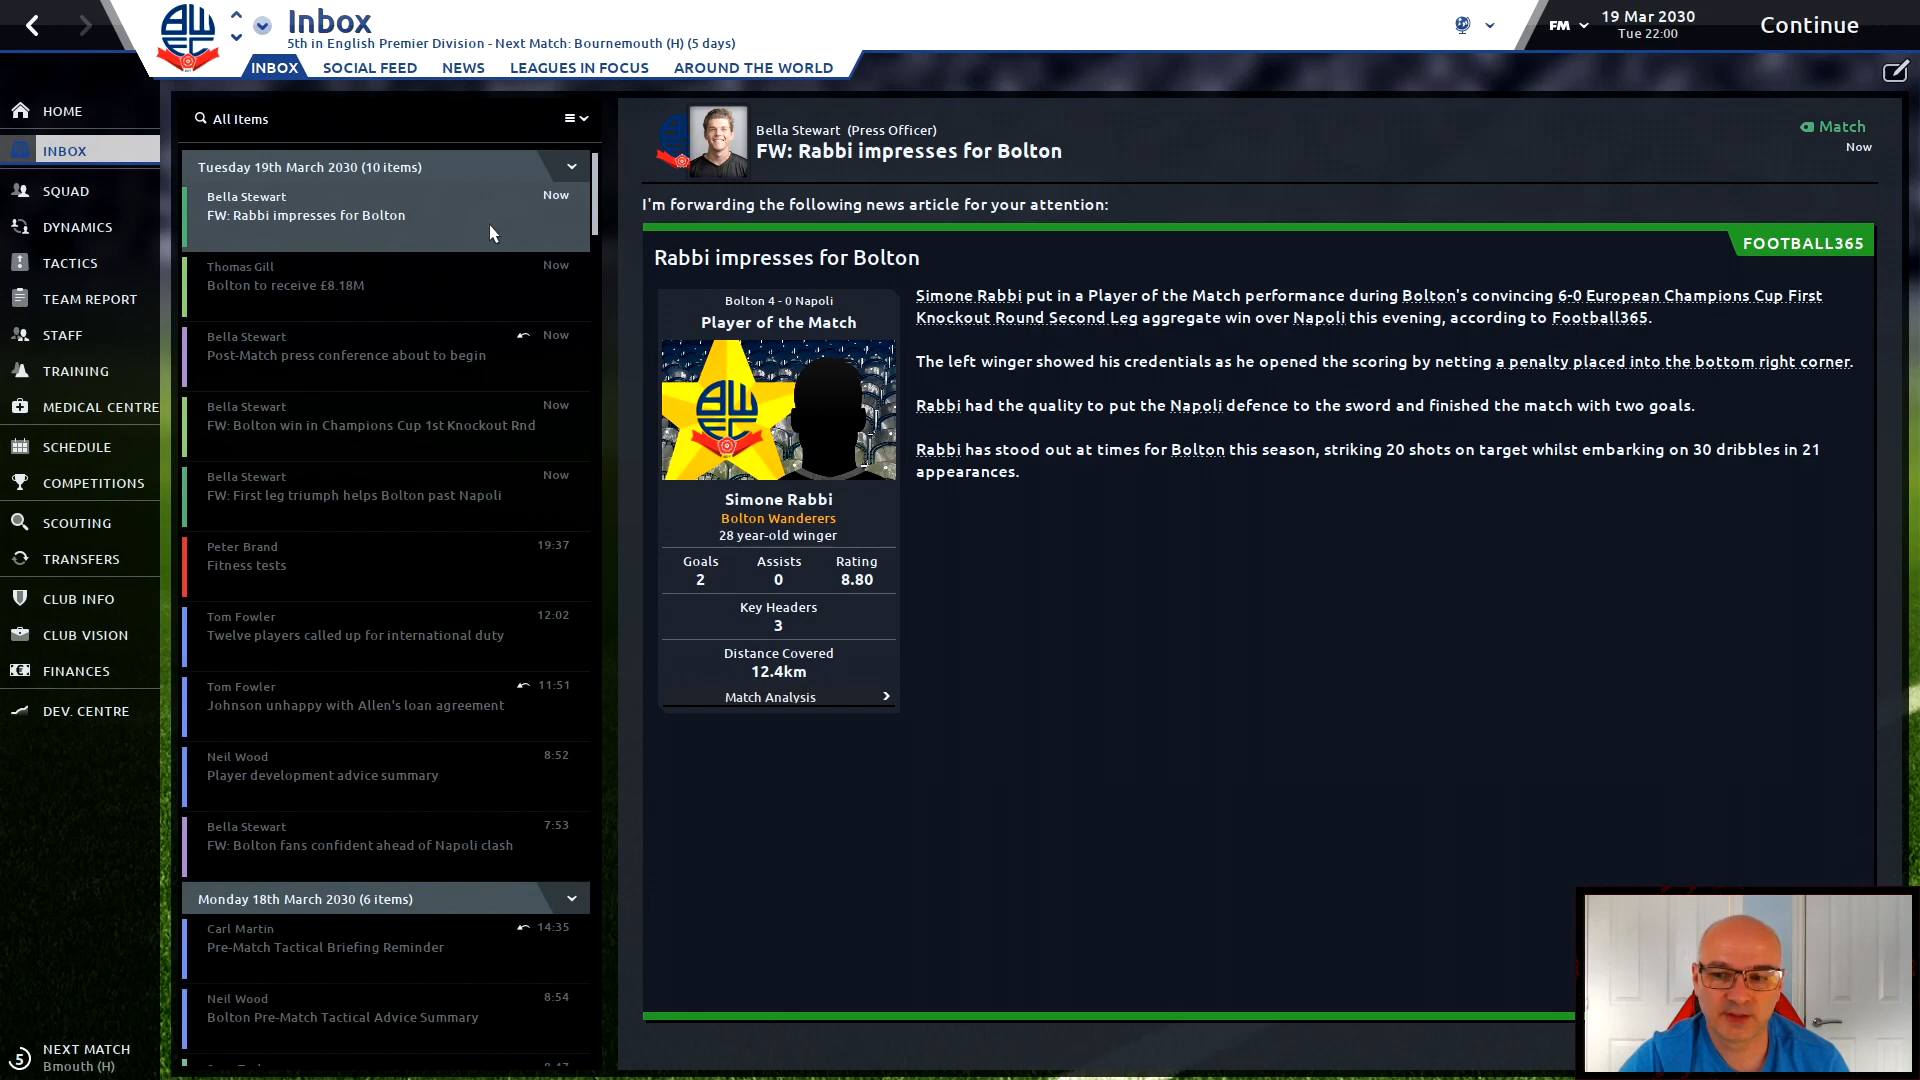 Inbox
5th in English Premier Division - Next Match: Bournemouth (H) (5 days)
FM
19 Mar 2030
Tue 22:00
Continue
INBOX
SOCIAL FEED
NEWS
LEAGUES IN FOCUS
AROUND THE WORLD
HOME
INBOX
SQUAD
DYNAMICS
TACTICS
TEAM REPORT
STAFF
TRAINING
MEDICAL CENTRE
SCHEDULE
COMPETITIONS
SCOUTING
TRANSFERS
CLUB INFO
CLUB VISION
FINANCES
DEV. CENTRE
5
NEXT MATCH
Bmouth (H)
All Items
Tuesday 19th March 2030 (10 items)
Bella Stewart
Now
FW: Rabbi impresses for Bolton
Thomas Gill
Now
Bolton to receive £8.18M
Bella Stewart
Now
Post-Match press conference about to begin
Bella Stewart
Now
FW: Bolton win in Champions Cup 1st Knockout Rnd
Bella Stewart
Now
FW: First leg triumph helps Bolton past Napoli
Peter Brand
19:37
Fitness tests
Tom Fowler
12:02
Twelve players called up for international duty
Tom Fowler
11:51
Johnson unhappy with Allen's loan agreement
Neil Wood
8:52
Player development advice summary
Bella Stewart
7:53
FW: Bolton fans confident ahead of Napoli clash
Monday 18th March 2030 (6 items)
Carl Martin
14:35
Pre-Match Tactical Briefing Reminder
Neil Wood
8:54
Bolton Pre-Match Tactical Advice Summary
Bella Stewart (Press Officer)
FW: Rabbi impresses for Bolton
Match
Now
I'm forwarding the following news article for your attention:
FOOTBALL365
Rabbi impresses for Bolton
Bolton 4 - 0 Napoli
Player of the Match
Simone Rabbi
Bolton Wanderers
28 year-old winger
Goals
Assists
Rating
2
0
8.80
Key Headers
3
Distance Covered
12.4km
Match Analysis
Simone Rabbi put in a Player of the Match performance during Bolton's convincing 6-0 European Champions Cup First
Knockout Round Second Leg aggregate win over Napoli this evening, according to Football365.
The left winger showed his credentials as he opened the scoring by netting a penalty placed into the bottom right corner.
Rabbi had the quality to put the Napoli defence to the sword and finished the match with two goals.
Rabbi has stood out at times for Bolton this season, striking 20 shots on target whilst embarking on 30 dribbles in 21
appearances.